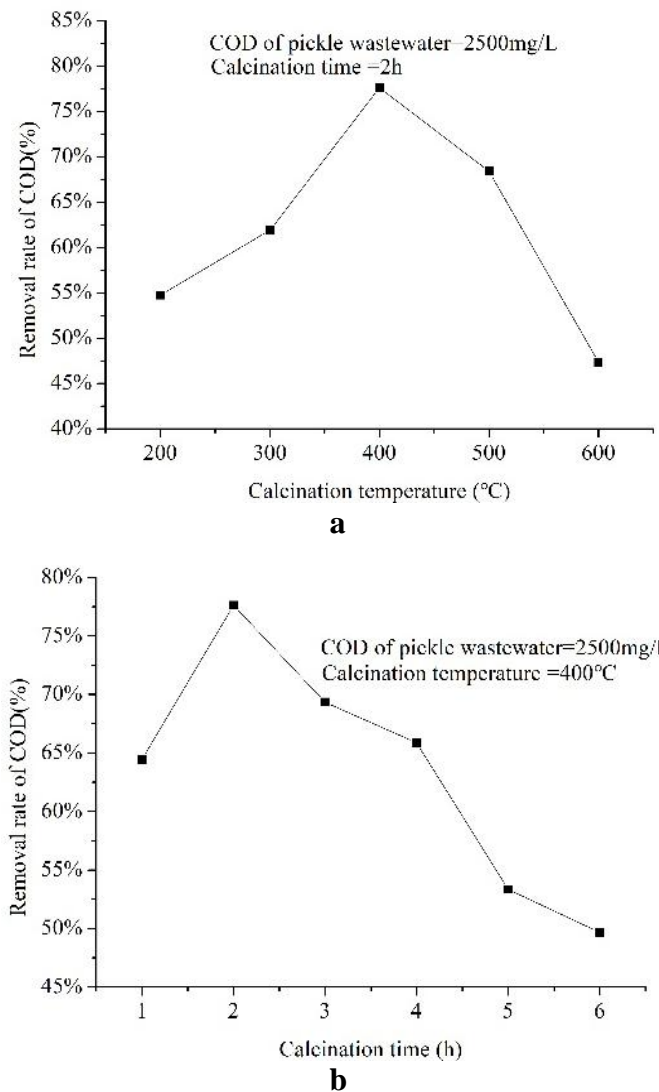 85%
80%
75%
70%
65%
60%
55%
50%
45%
40%
Removal rate of COD(%)
COD of pickle wastewater=2500mg/L
Calcination time =2h
200 300 400 500 600
Calcination temperature (°C)
a
80%
75%
70%
65%
60%
55%
50%
45%
Removal rate of COD(%)
COD of pickle wastewater=2500mg/
Calcination temperature =400°C
1 2 3 4 5 6
Calcination time (h)
b